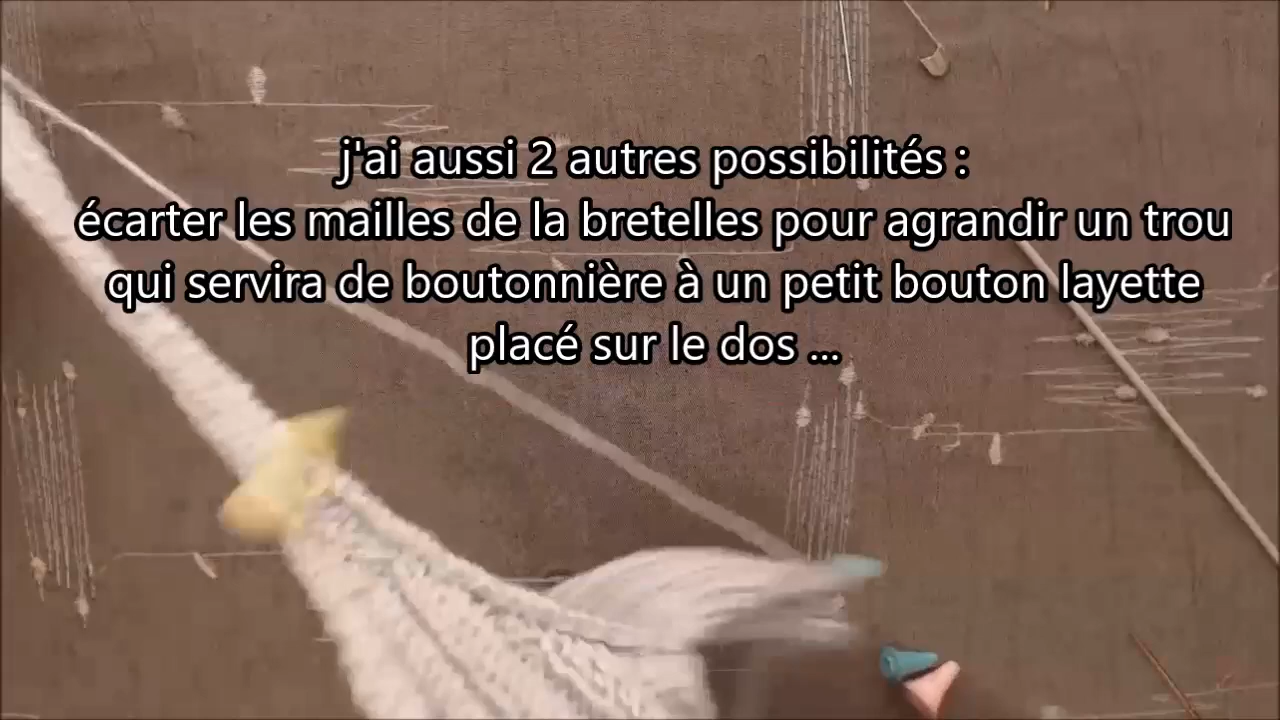 j'ai aussi 2 autres possibilités :
écarter les mailles de la bretelles pour agrandir un trou
qui servira de boutonnière à un petit bouton layette
placé sur le dos ...